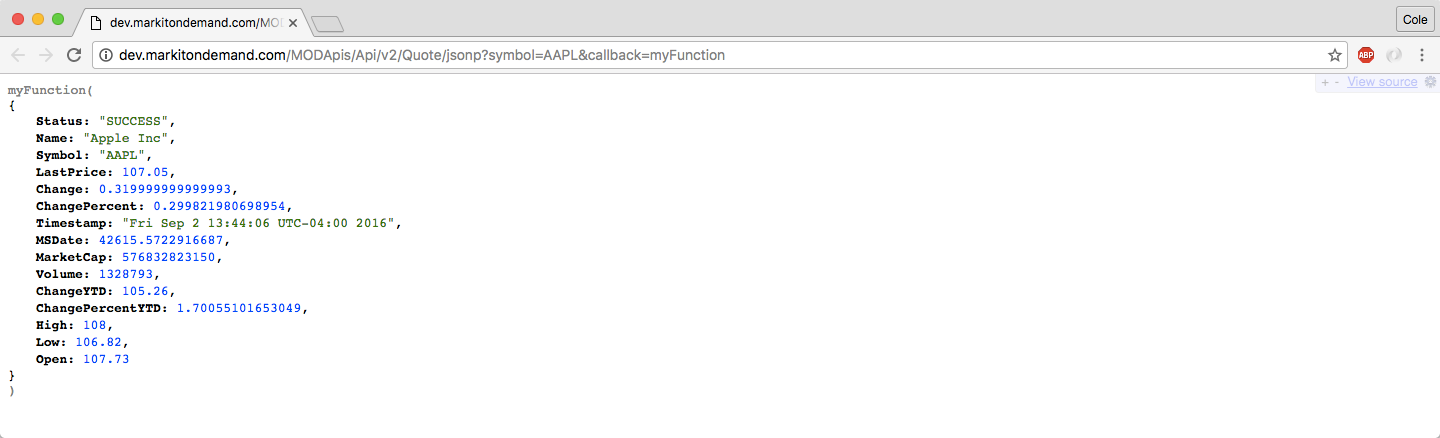 dev.markitondemand.com/MOD
Cole
dev.markitondemand.com/MODApis/Api/v2/Quote/jsonp?symbol=AAPL&callback=myFunction
ABP
+ - View source
myFunction(
{
Status: "SUCCESS",
Name: "Apple Inc",
Symbol: "AAPL",
LastPrice: 107.05,
Change: 0.319999999999993,
ChangePercent: 0.299821980698954,
Timestamp: "Fri Sep 2 13:44:06 UTC-04:00 2016",
MSDate: 42615.5722916687,
MarketCap: 576832823150,
Volume: 1328793,
ChangeYTD: 105.26,
ChangePercentYTD: 1.70055101653049,
High: 108,
Low: 106.82,
Open: 107.73
}
)